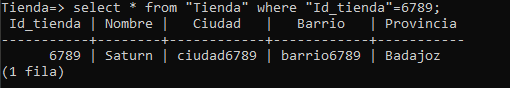 Tienda=> select * from "Tienda" where "Id_tienda"=6789;
 Id_tienda | Nombre |   Ciudad   |   Barrio   | Provincia
-----------+--------+------------+------------+-----------
      6789 | Saturn | ciudad6789 | barrio6789 | Badajoz
(1 fila)